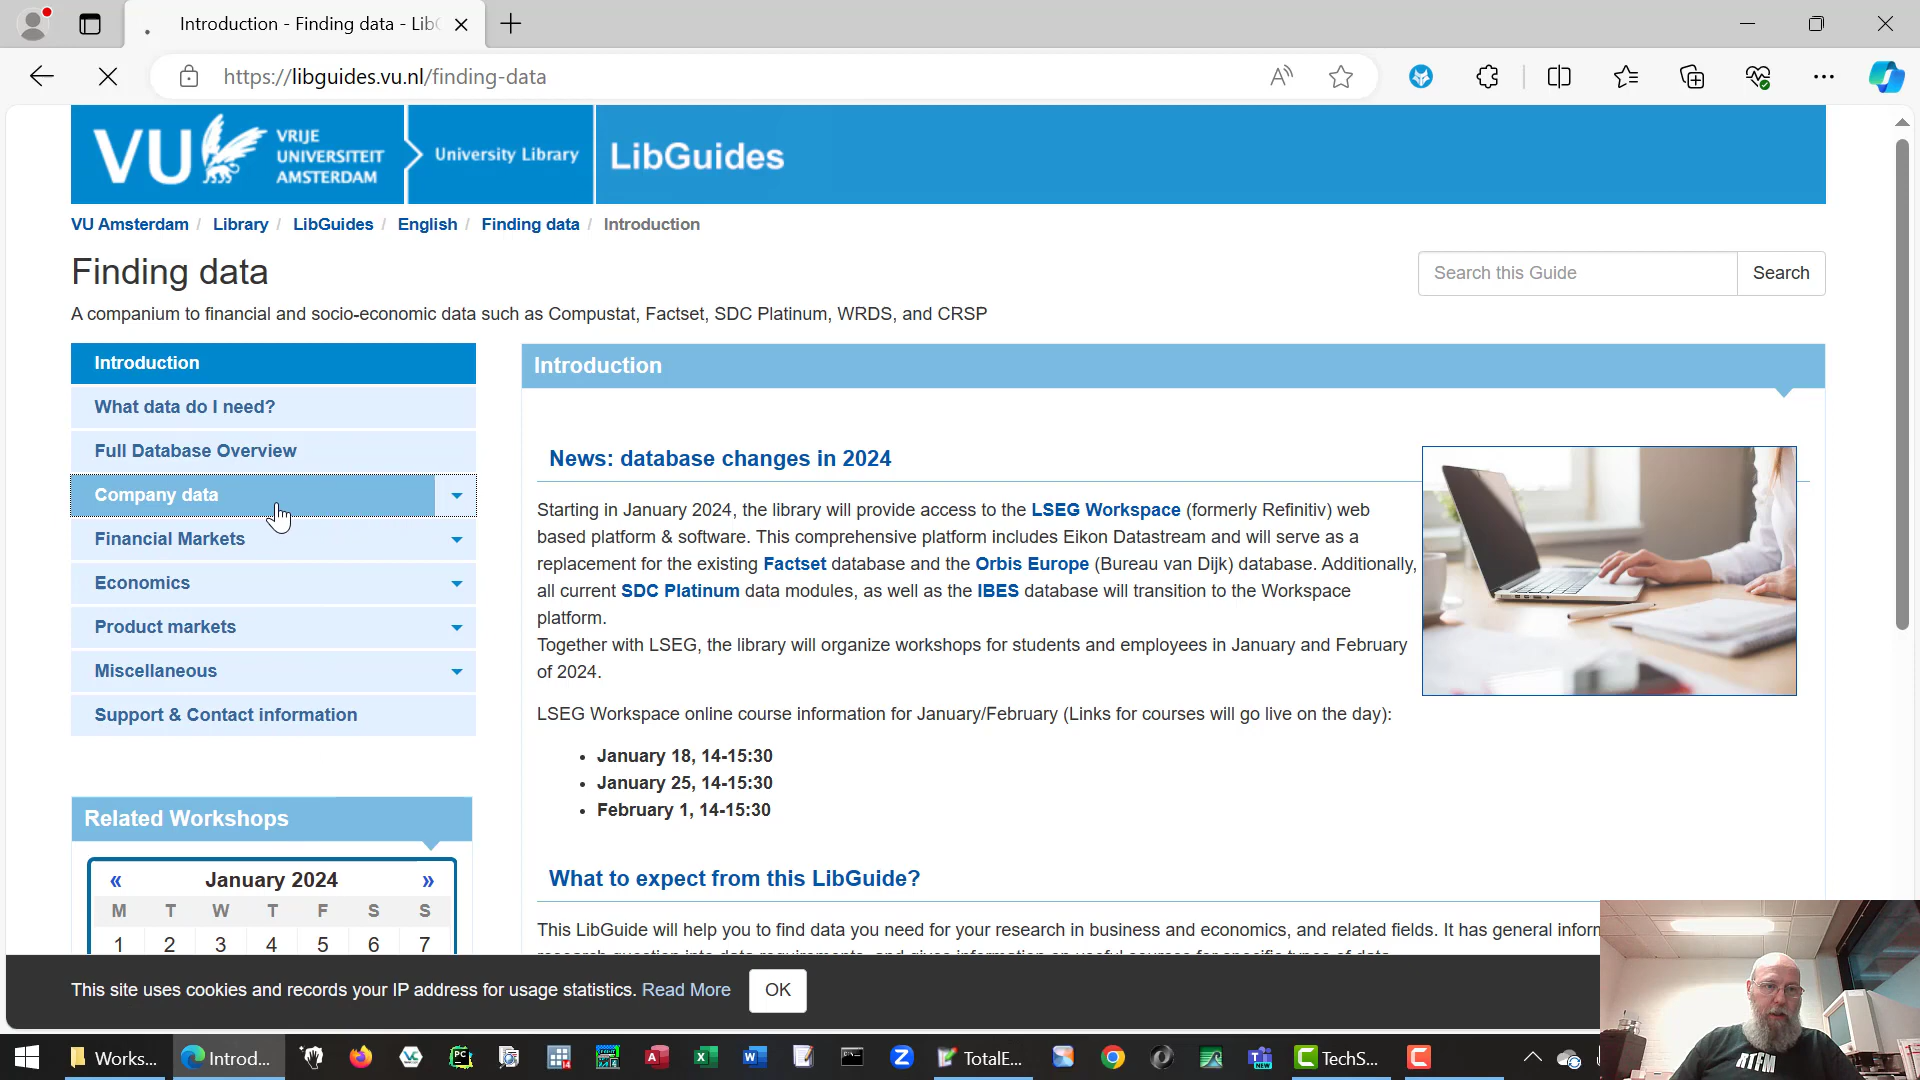 Introduction - Finding data - Lib
https://libguides.vu.nl/finding-data
VU VRIJE UNIVERSITEIT AMSTERDAM
University Library
LibGuides
VU Amsterdam / Library / LibGuides / English / Finding data / Introduction
Finding data
Search this Guide
Search
A companium to financial and socio-economic data such as Compustat, Factset, SDC Platinum, WRDS, and CRSP
Introduction
What data do I need?
Full Database Overview
Company data
Financial Markets
Economics
Product markets
Miscellaneous
Support & Contact information
Related Workshops
« January 2024 »
M T W T F S S
1 2 3 4 5 6 7
Introduction
News: database changes in 2024
Starting in January 2024, the library will provide access to the LSEG Workspace (formerly Refinitiv) web
based platform & software. This comprehensive platform includes Eikon Datastream and will serve as a
replacement for the existing Factset database and the Orbis Europe (Bureau van Dijk) database. Additionally,
all current SDC Platinum data modules, as well as the IBES database will transition to the Workspace
platform.
Together with LSEG, the library will organize workshops for students and employees in January and February
of 2024.
LSEG Workspace online course information for January/February (Links for courses will go live on the day):
• January 18, 14-15:30
• January 25, 14-15:30
• February 1, 14-15:30
What to expect from this LibGuide?
This LibGuide will help you to find data you need for your research in business and economics, and related fields. It has general inform
This site uses cookies and records your IP address for usage statistics. Read More
OK
RTFM
Works...
Introd...
TotalE...
TechS...